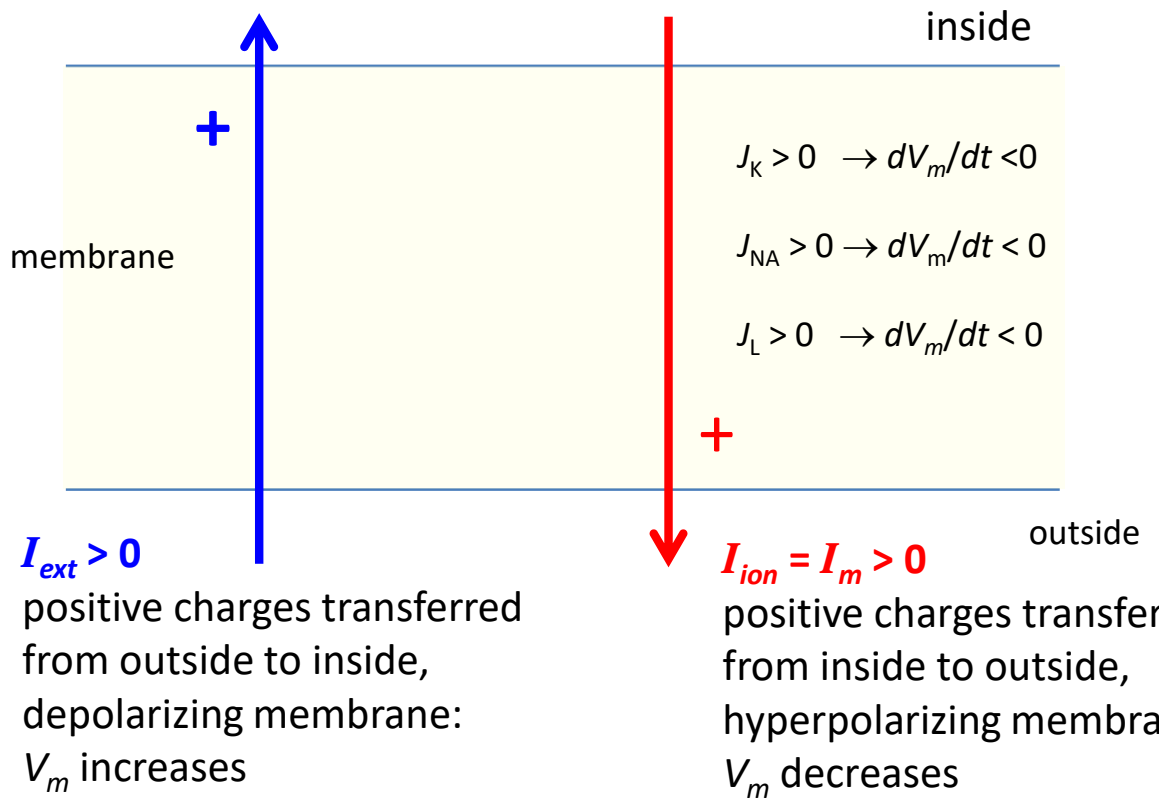 inside
+
J_K > 0 → dV_m/dt <0
membrane
J_NA > 0 → dV_m/dt < 0
J_L > 0 → dV_m/dt < 0
+
outside
I_ext > 0
positive charges transferred
from outside to inside,
depolarizing membrane:
V_m increases
I_ion = I_m > 0
positive charges transfer
from inside to outside,
hyperpolarizing membra
V_m decreases